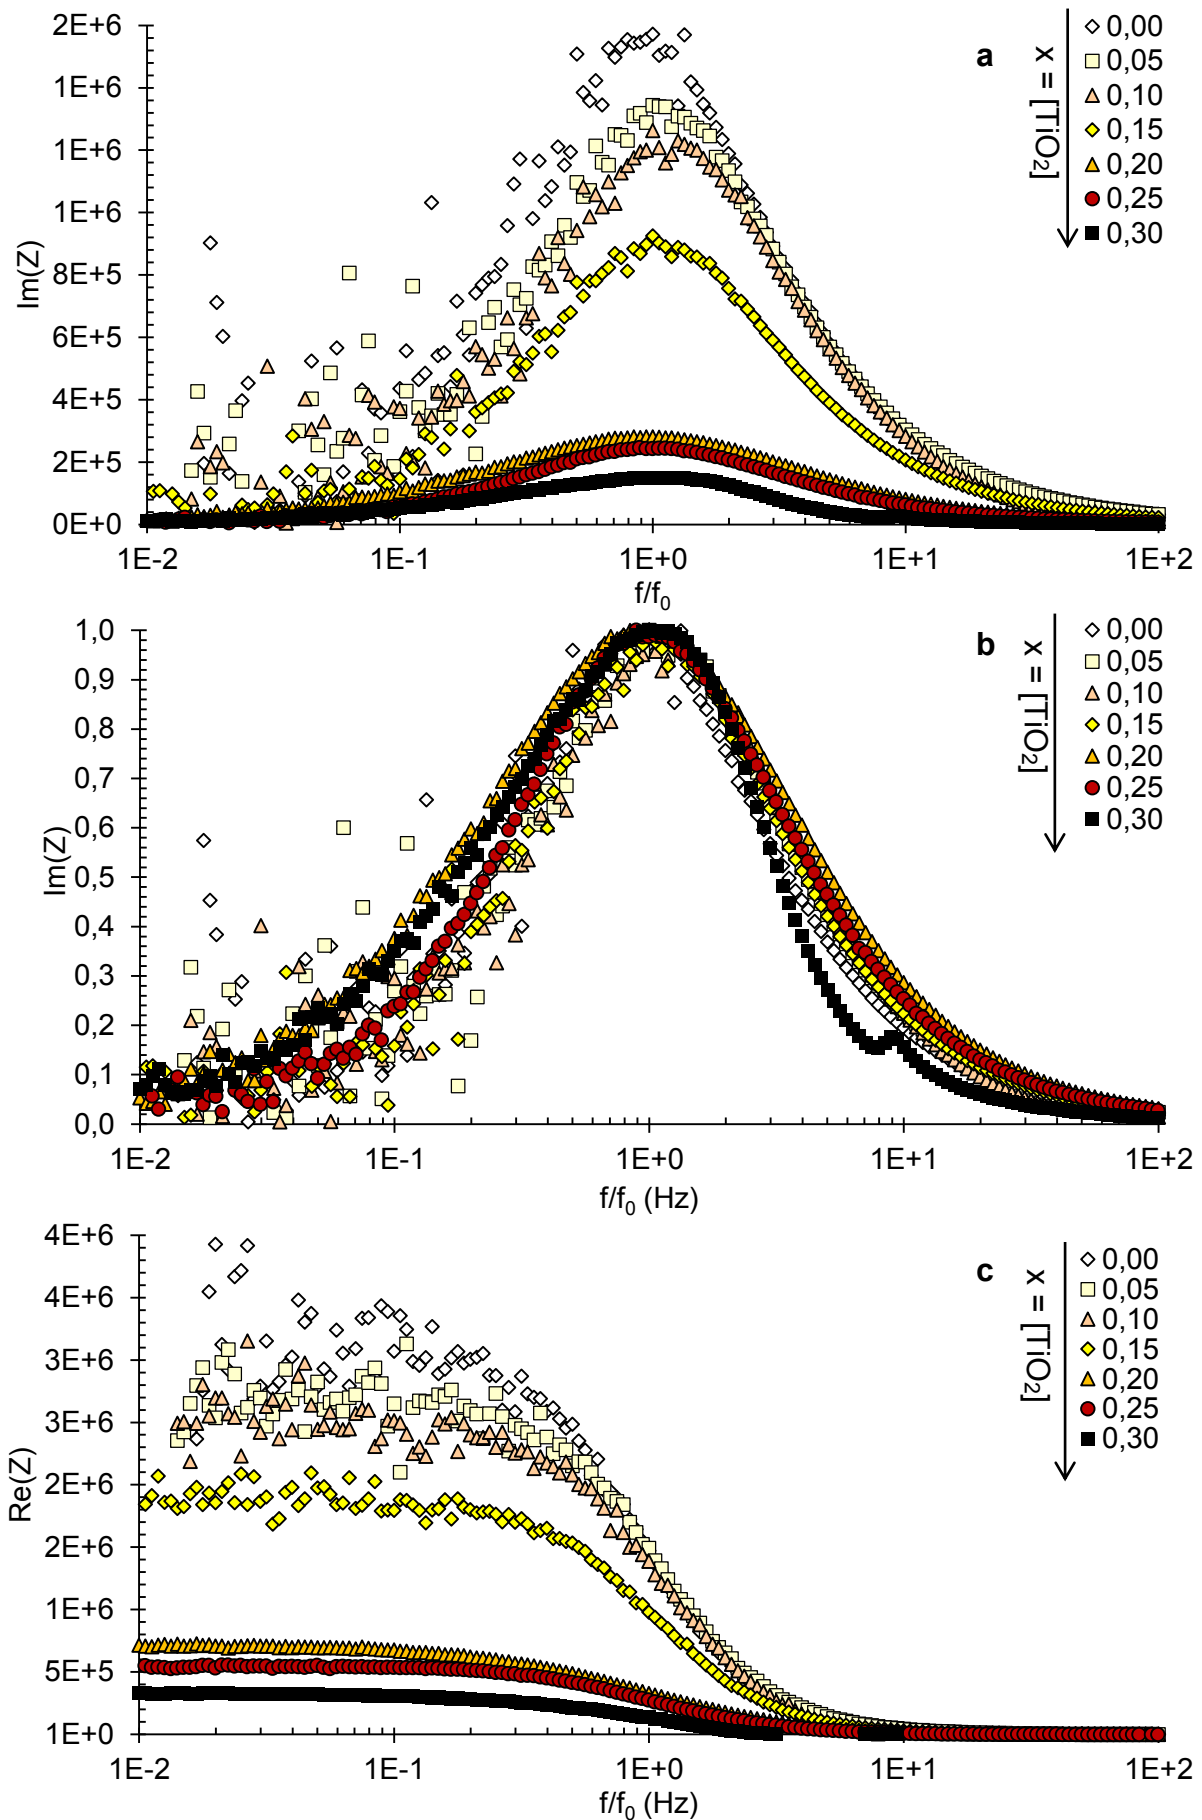 2E+6
1E+6
1E+6
1E+6
8E+5
6E+5
4E+5
2E+5
0E+0
Im(Z)
1E-2 1E-1 1E+0 1E+1 1E+2
f/f0
a
x = [TiO2]
0,00
0,05
0,10
0,15
0,20
0,25
0,30
1,0
0,9
0,8
0,7
0,6
0,5
0,4
0,3
0,2
0,1
0,0
Im(Z)
1E-2 1E-1 1E+0 1E+1 1E+2
f/f0 (Hz)
b
x = [TiO2]
0,00
0,05
0,10
0,15
0,20
0,25
0,30
4E+6
4E+6
3E+6
3E+6
2E+6
2E+6
1E+6
5E+5
1E+0
Re(Z)
1E-2 1E-1 1E+0 1E+1 1E+2
f/f0 (Hz)
c
x = [TiO2]
0,00
0,05
0,10
0,15
0,20
0,25
0,30